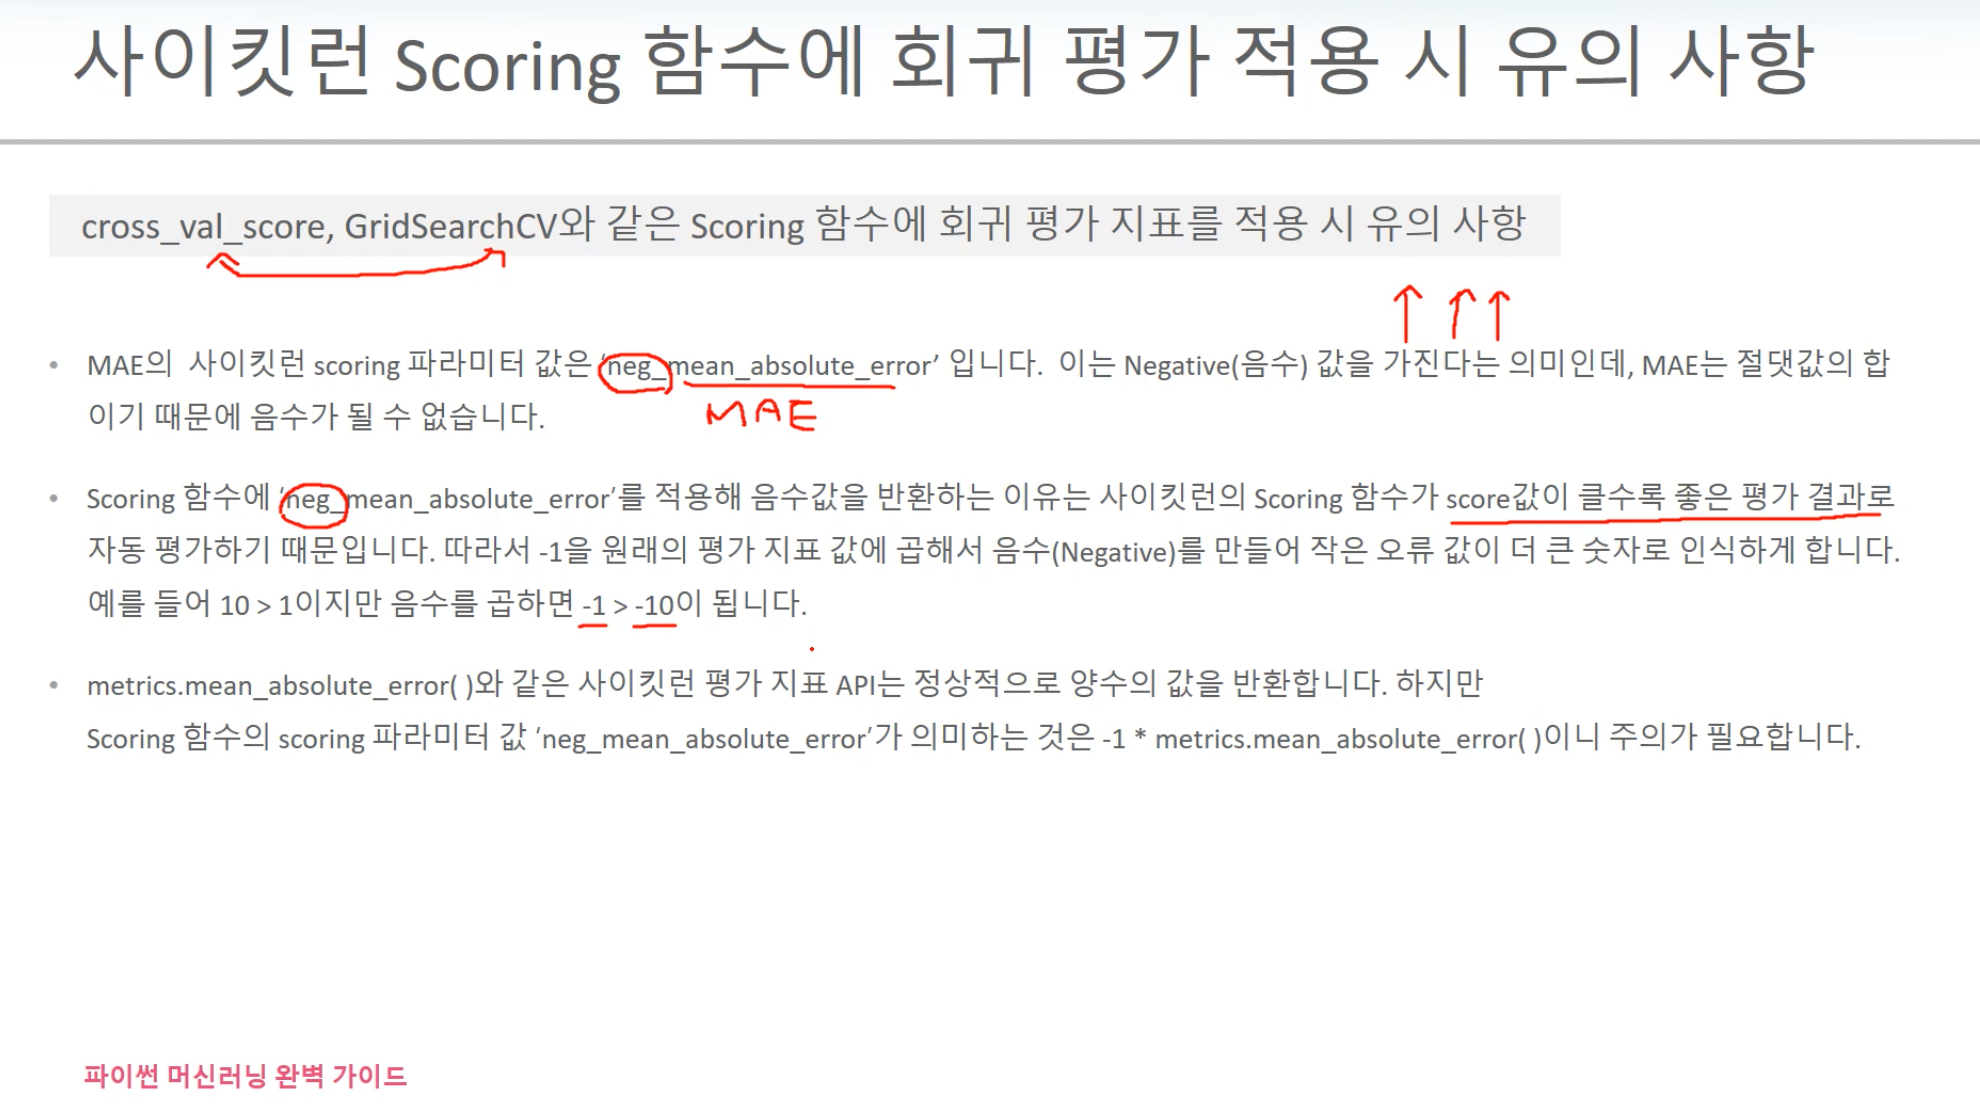 사이킷런 Scoring 함수에 회귀 평가 적용 시 유의 사항
cross_val_score, GridSearchCV와 같은 Scoring 함수에 회귀 평가 지표를 적용 시 유의 사항
• MAE의 사이킷런 scoring 파라미터 값은 ‘neg_mean_absolute_error’ 입니다. 이는 Negative(음수) 값을 가진다는 의미인데, MAE는 절댓값의 합
이기 때문에 음수가 될 수 없습니다.
MAE
• Scoring 함수에 ‘neg_mean_absolute_error’를 적용해 음수값을 반환하는 이유는 사이킷런의 Scoring 함수가 score값이 클수록 좋은 평가 결과로
자동 평가하기 때문입니다. 따라서 -1을 원래의 평가 지표 값에 곱해서 음수(Negative)를 만들어 작은 오류 값이 더 큰 숫자로 인식하게 합니다.
예를 들어 10 > 1이지만 음수를 곱하면 -1 > -10이 됩니다.
• metrics.mean_absolute_error( )와 같은 사이킷런 평가 지표 API는 정상적으로 양수의 값을 반환합니다. 하지만
Scoring 함수의 scoring 파라미터 값 ‘neg_mean_absolute_error’가 의미하는 것은 -1 * metrics.mean_absolute_error( )이니 주의가 필요합니다.
파이썬 머신러닝 완벽 가이드